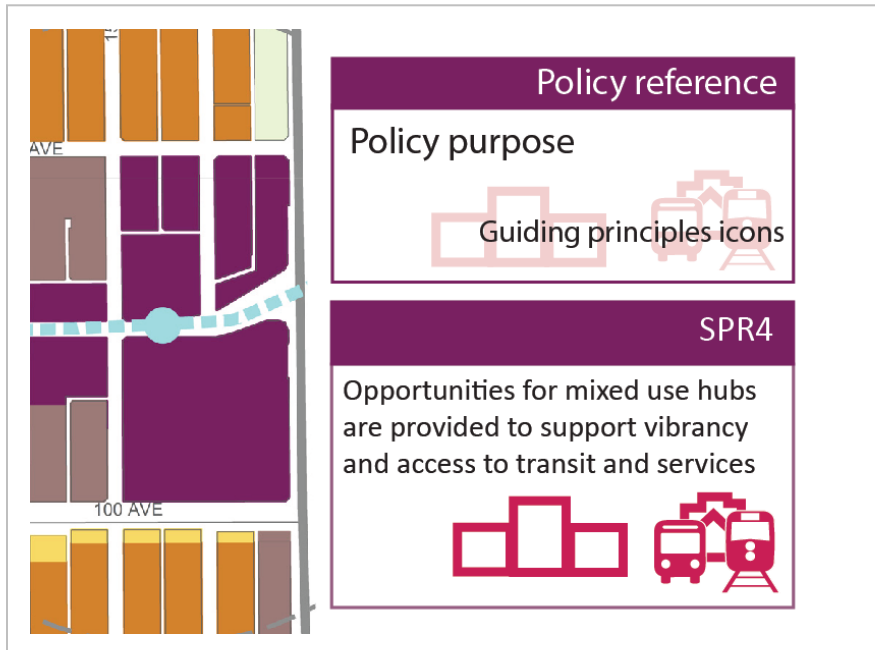 AVE
100 AVE
Policy reference
Policy purpose
Guiding principles icons
SPR4
Opportunities for mixed use hubs
are provided to support vibrancy
and access to transit and services